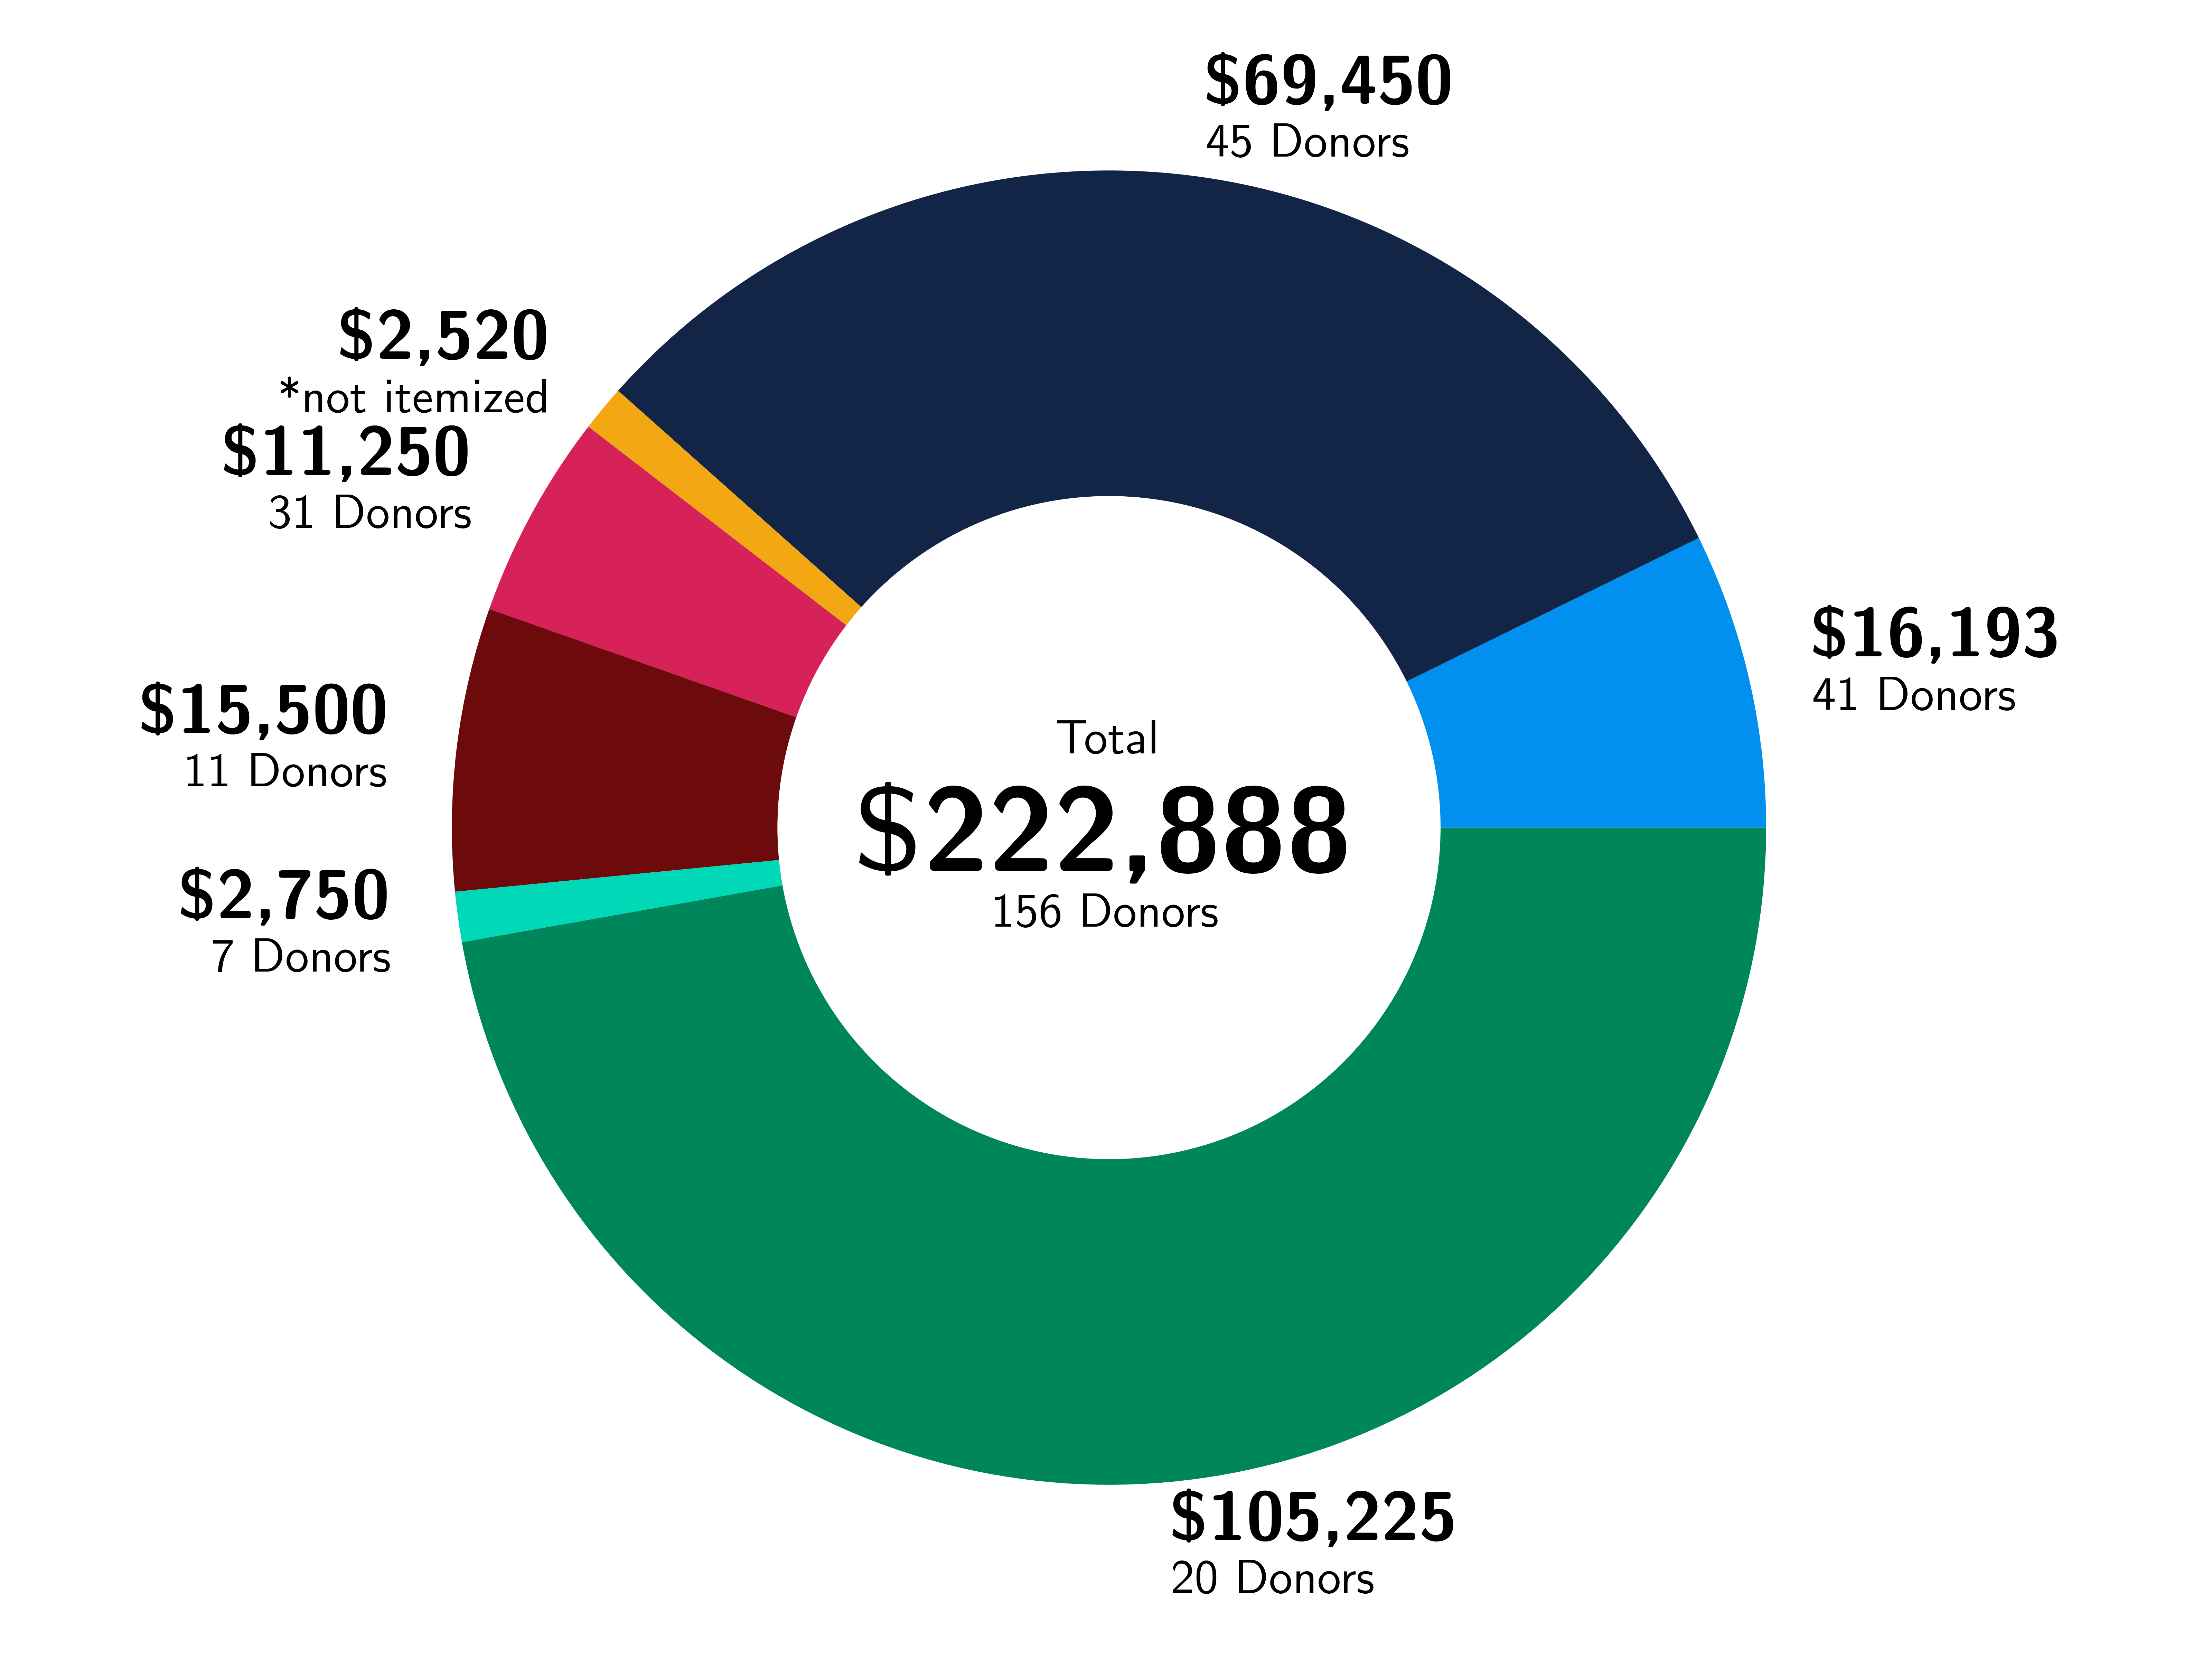 $69,450
45 Donors
$2,520
*not itemized
$11,250
31 Donors
$16,193
41 Donors
$15,500
11 Donors
Total
$222,888
156 Donors
$2,750
7 Donors
$105,225
20 Donors